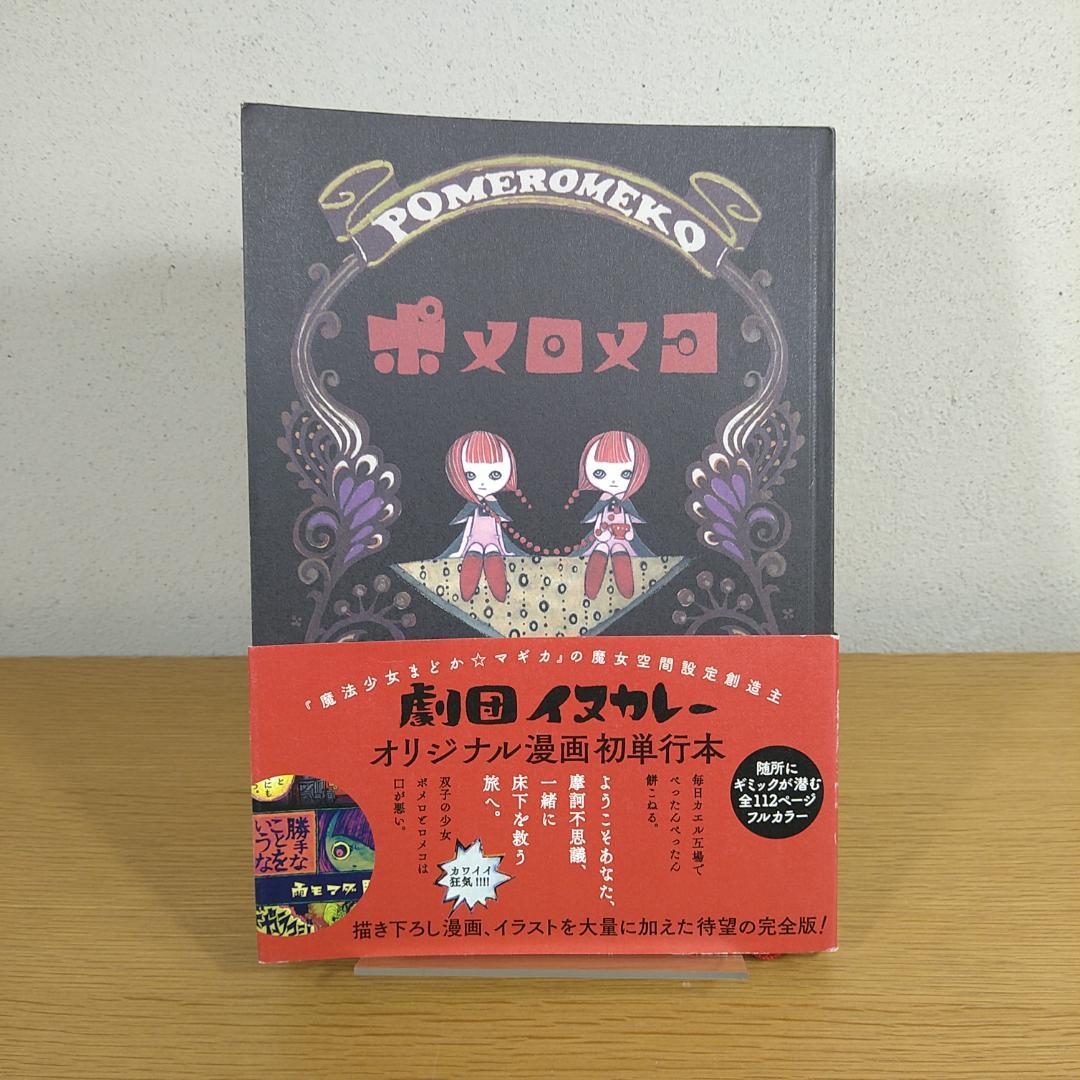 POMEROMEKO
ポメロメコ
『魔法少女まどか☆マギカ』の魔女空間設定創造主
劇団イヌカレー
オリジナル漫画初単行本
随所に
ギミックが潜む
全112ページ
フルカラー
毎日カエル互場で
ぺったんぺったん
餅こねる。
ようこそあなた、
摩訶不思議、
一緒に
床下を救う
旅へ。
双子の少女
ポメロとロメコは
口が悪い。
カワイイ
狂気!!!!
勝手な
ことを
いうな
描き下ろし漫画、イラストを大量に加えた待望の完全版!